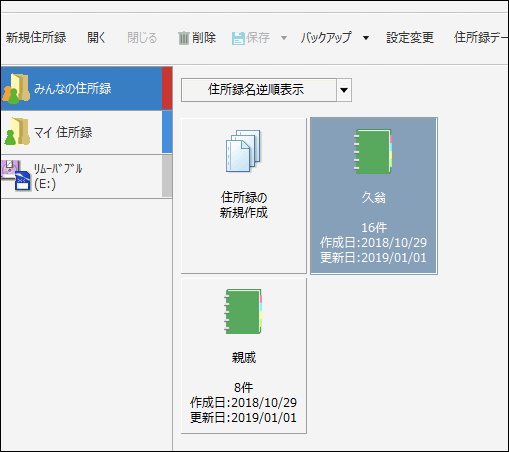 新規住所録 開く 閉じる 削除 保存 バックアップ 設定変更 住所録デー
みんなの住所録
マイ 住所録
ﾘﾑｰﾊﾞﾌﾞﾙ
(E:)
住所録名逆順表示
住所録の
新規作成
久翁
16件
作成日:2018/10/29
更新日:2019/01/01
親戚
8件
作成日:2018/10/29
更新日:2019/01/01